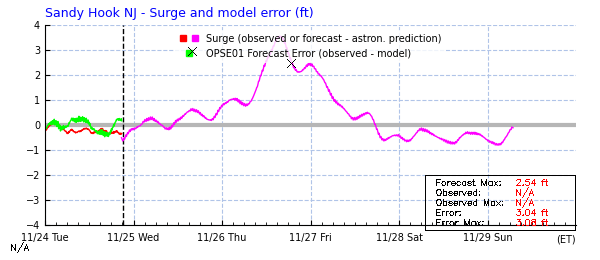 Sandy Hook NJ - Surge and model error (ft)
Surge (observed or forecast - astron. prediction)
OPSE01 Forecast Error (observed - model)
4
3
2
1
0
−1
−2
−3
−4
Forecast Max: 2.54 ft
Observed: N/A
Observed Max: N/A
Error: 3.04 ft
Error Max: 3.06 ft
11/24 Tue 11/25 Wed 11/26 Thu 11/27 Fri 11/28 Sat 11/29 Sun
(ET)
N/A